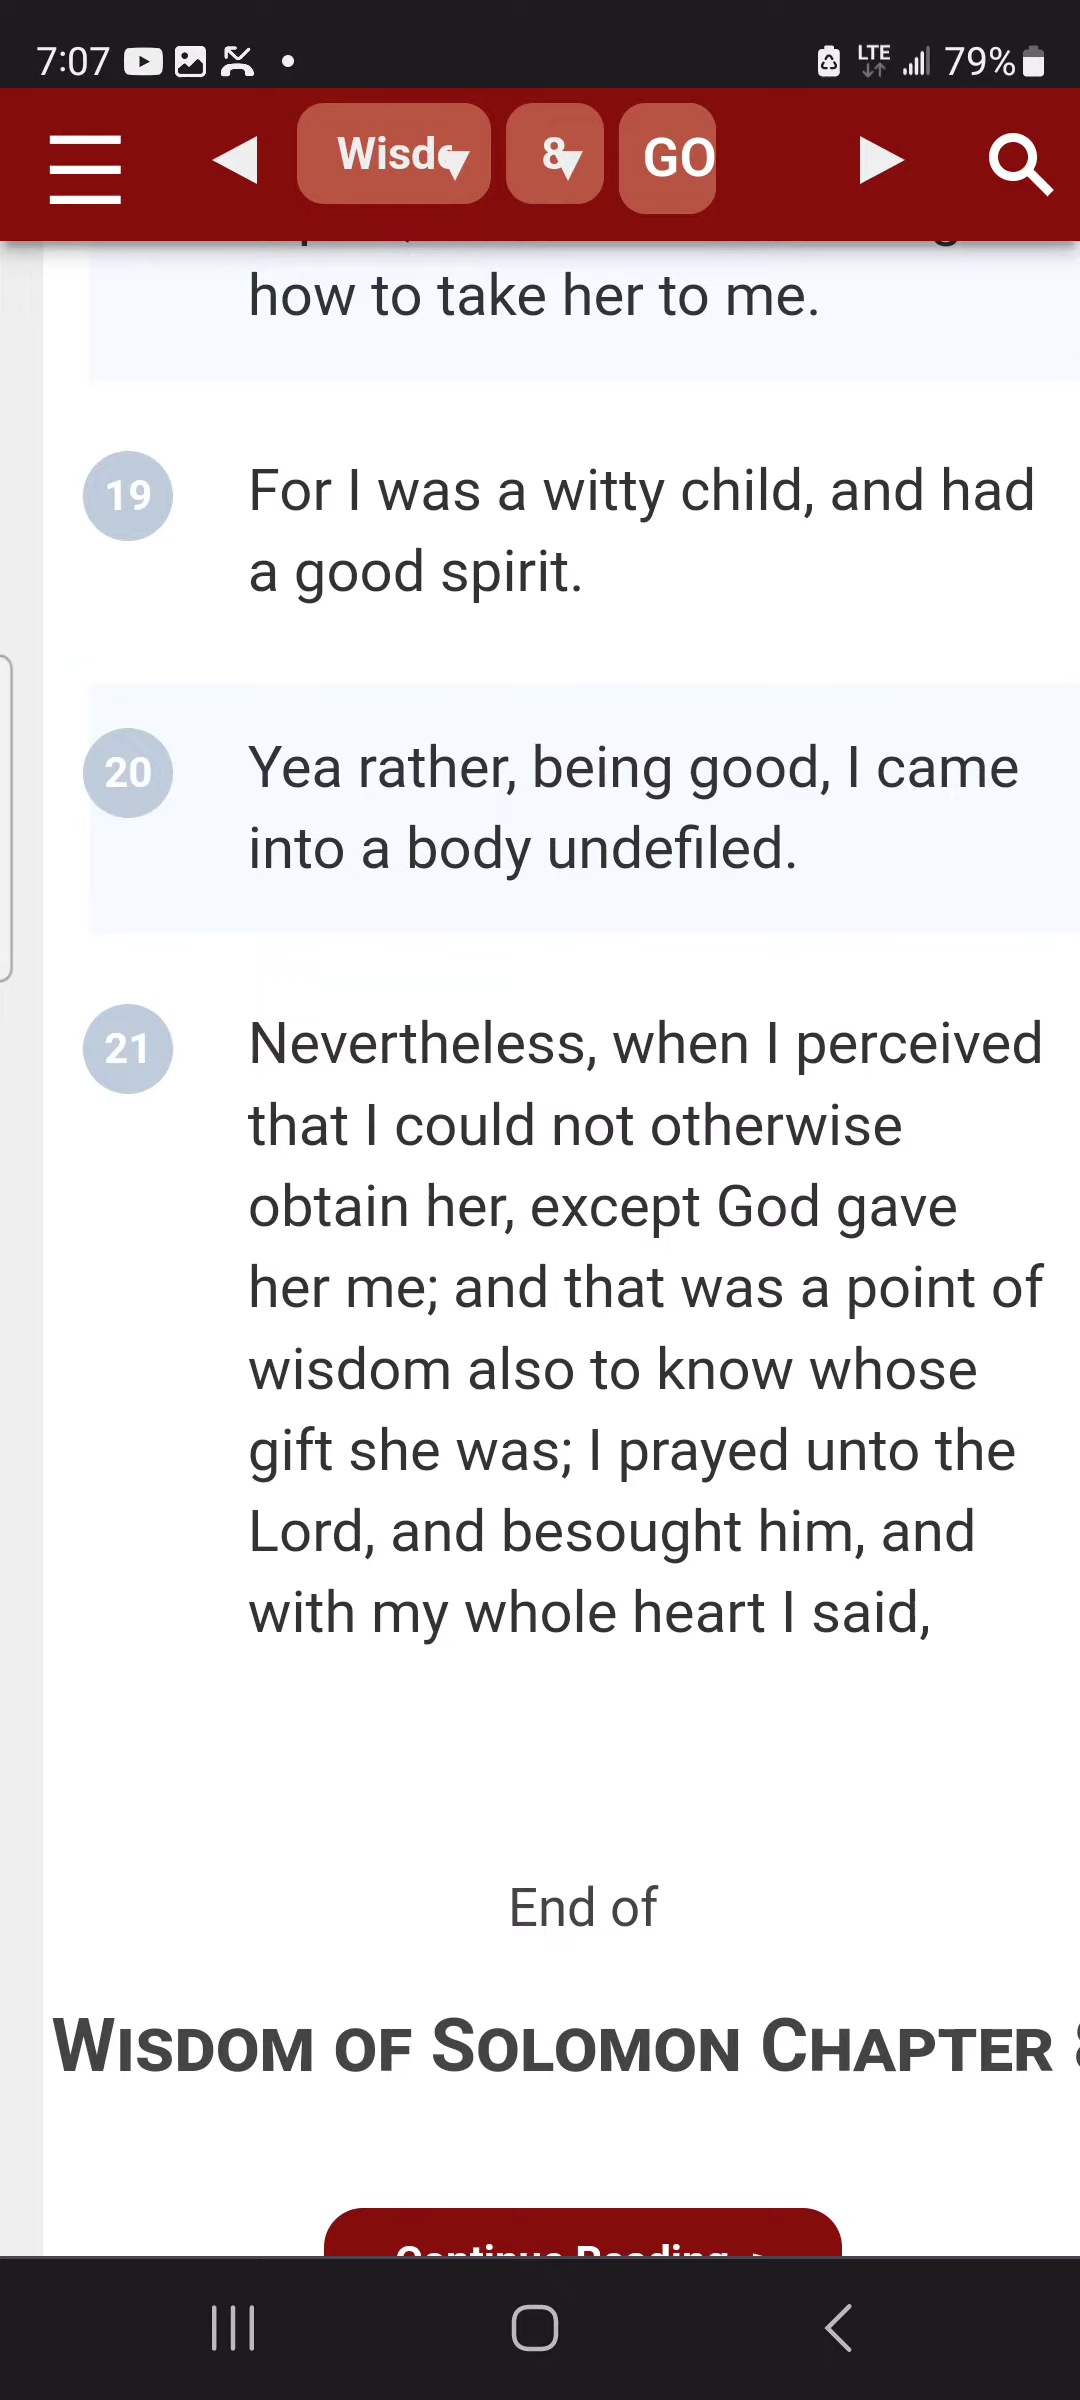 7:07 LTE 79%
Wisd 8 GO
how to take her to me.
19 For I was a witty child, and had
a good spirit.
20 Yea rather, being good, I came
into a body undefiled.
21 Nevertheless, when I perceived
that I could not otherwise
obtain her, except God gave
her me; and that was a point of
wisdom also to know whose
gift she was; I prayed unto the
Lord, and besought him, and
with my whole heart I said,
End of
WISDOM OF SOLOMON CHAPTER
Continue Reading